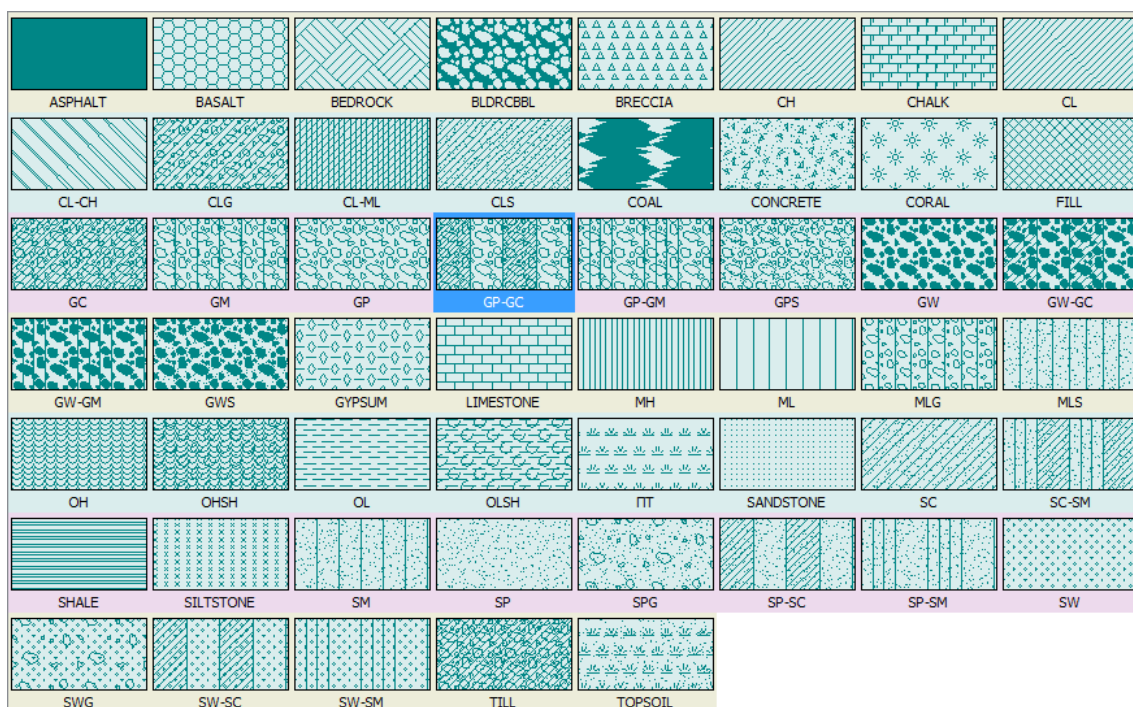 ASPHALT BASALT BEDROCK BLDRCBBL BRECCIA CH CHALK CL
CL-CH CLG CL-ML CLS COAL CONCRETE CORAL FILL
GC GM GP GP-GC GP-GM GPS GW GW-GC
GW-GM GWS GYPSUM LIMESTONE MH ML MLG MLS
OH OHSH OL OLSH SANDSTONE SC SC-SM
SHALE SILTSTONE SM SP SPG SP-SC SP-SM SW
SWG SW-SC SW-SM TILL TOPSOIL